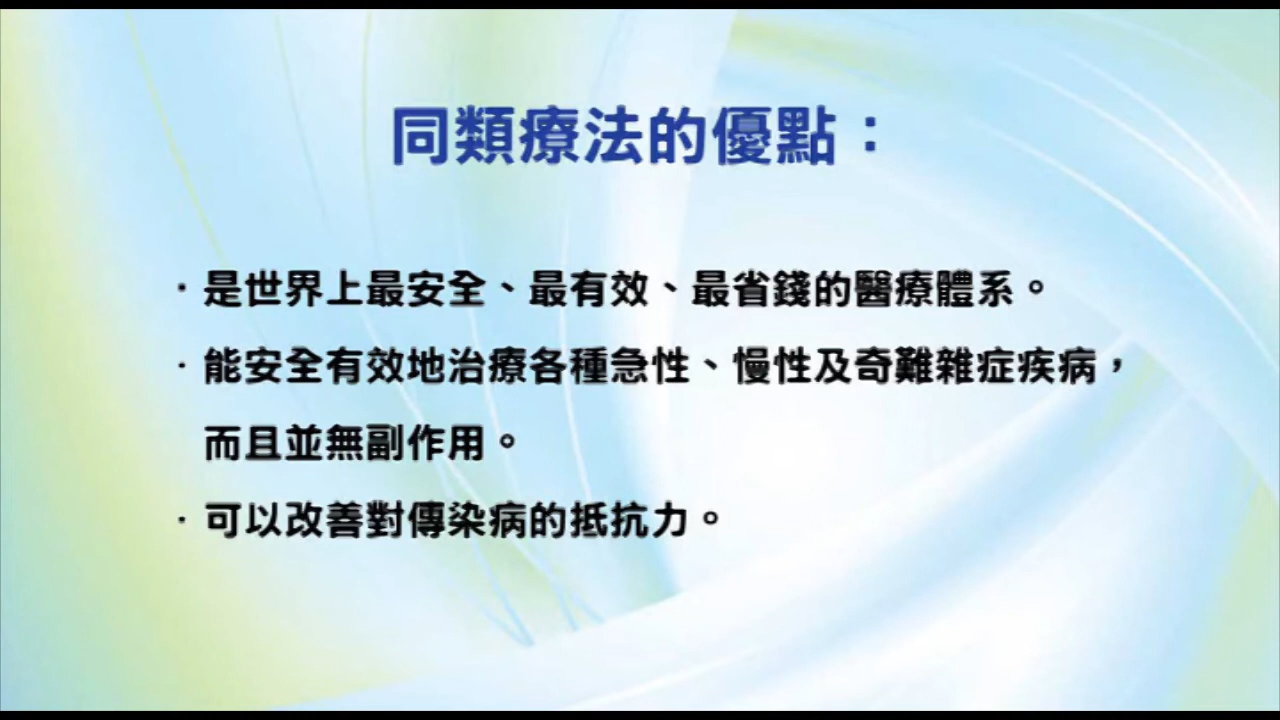 同類療法的優點：
·是世界上最安全、最有效、最省錢的醫療體系。
·能安全有效地治療各種急性、慢性及奇難雜症疾病，
而且並無副作用。
·可以改善對傳染病的抵抗力。